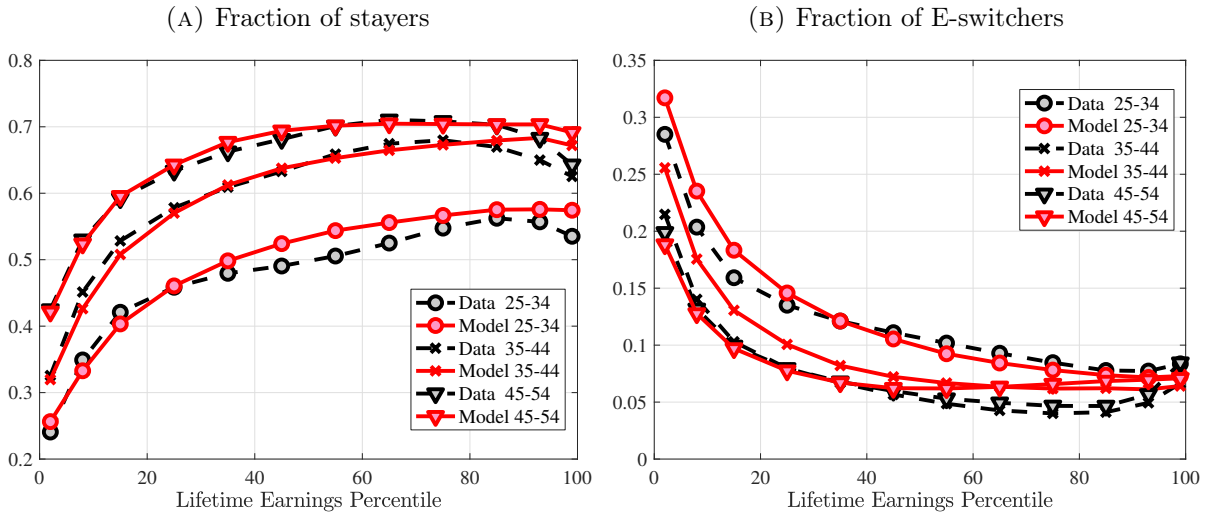 (A) Fraction of stayers
0.8
0.7
0.6
0.5
0.4
0.3
0.2
0 20 40 60 80 100
Lifetime Earnings Percentile
Data 25-34
Model 25-34
Data 35-44
Model 35-44
Data 45-54
Model 45-54
(B) Fraction of E-switchers
0.35
0.3
0.25
0.2
0.15
0.1
0.05
0
0 20 40 60 80 100
Lifetime Earnings Percentile
Data 25-34
Model 25-34
Data 35-44
Model 35-44
Data 45-54
Model 45-54